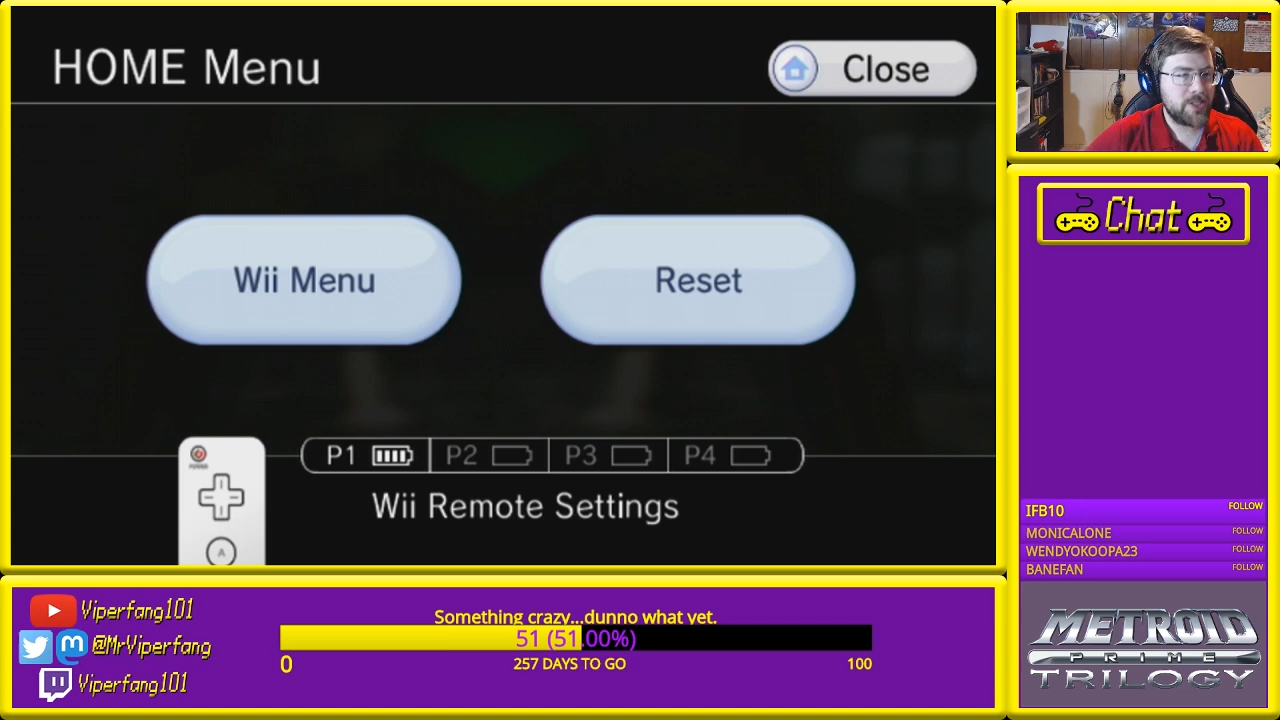 HOME Menu
Close
Wii Menu
Reset
P1 P2 P3 P4
Wii Remote Settings
A
Chat
IFB10 FOLLOW
MONICALONE FOLLOW
WENDYOKOOPA23 FOLLOW
BANEFAN FOLLOW
METROID
PRIME
TRILOGY
Viperfang101
@MrViperfang
Viperfang101
Something crazy...dunno what yet.
51 (51.00%)
0 257 DAYS TO GO 100